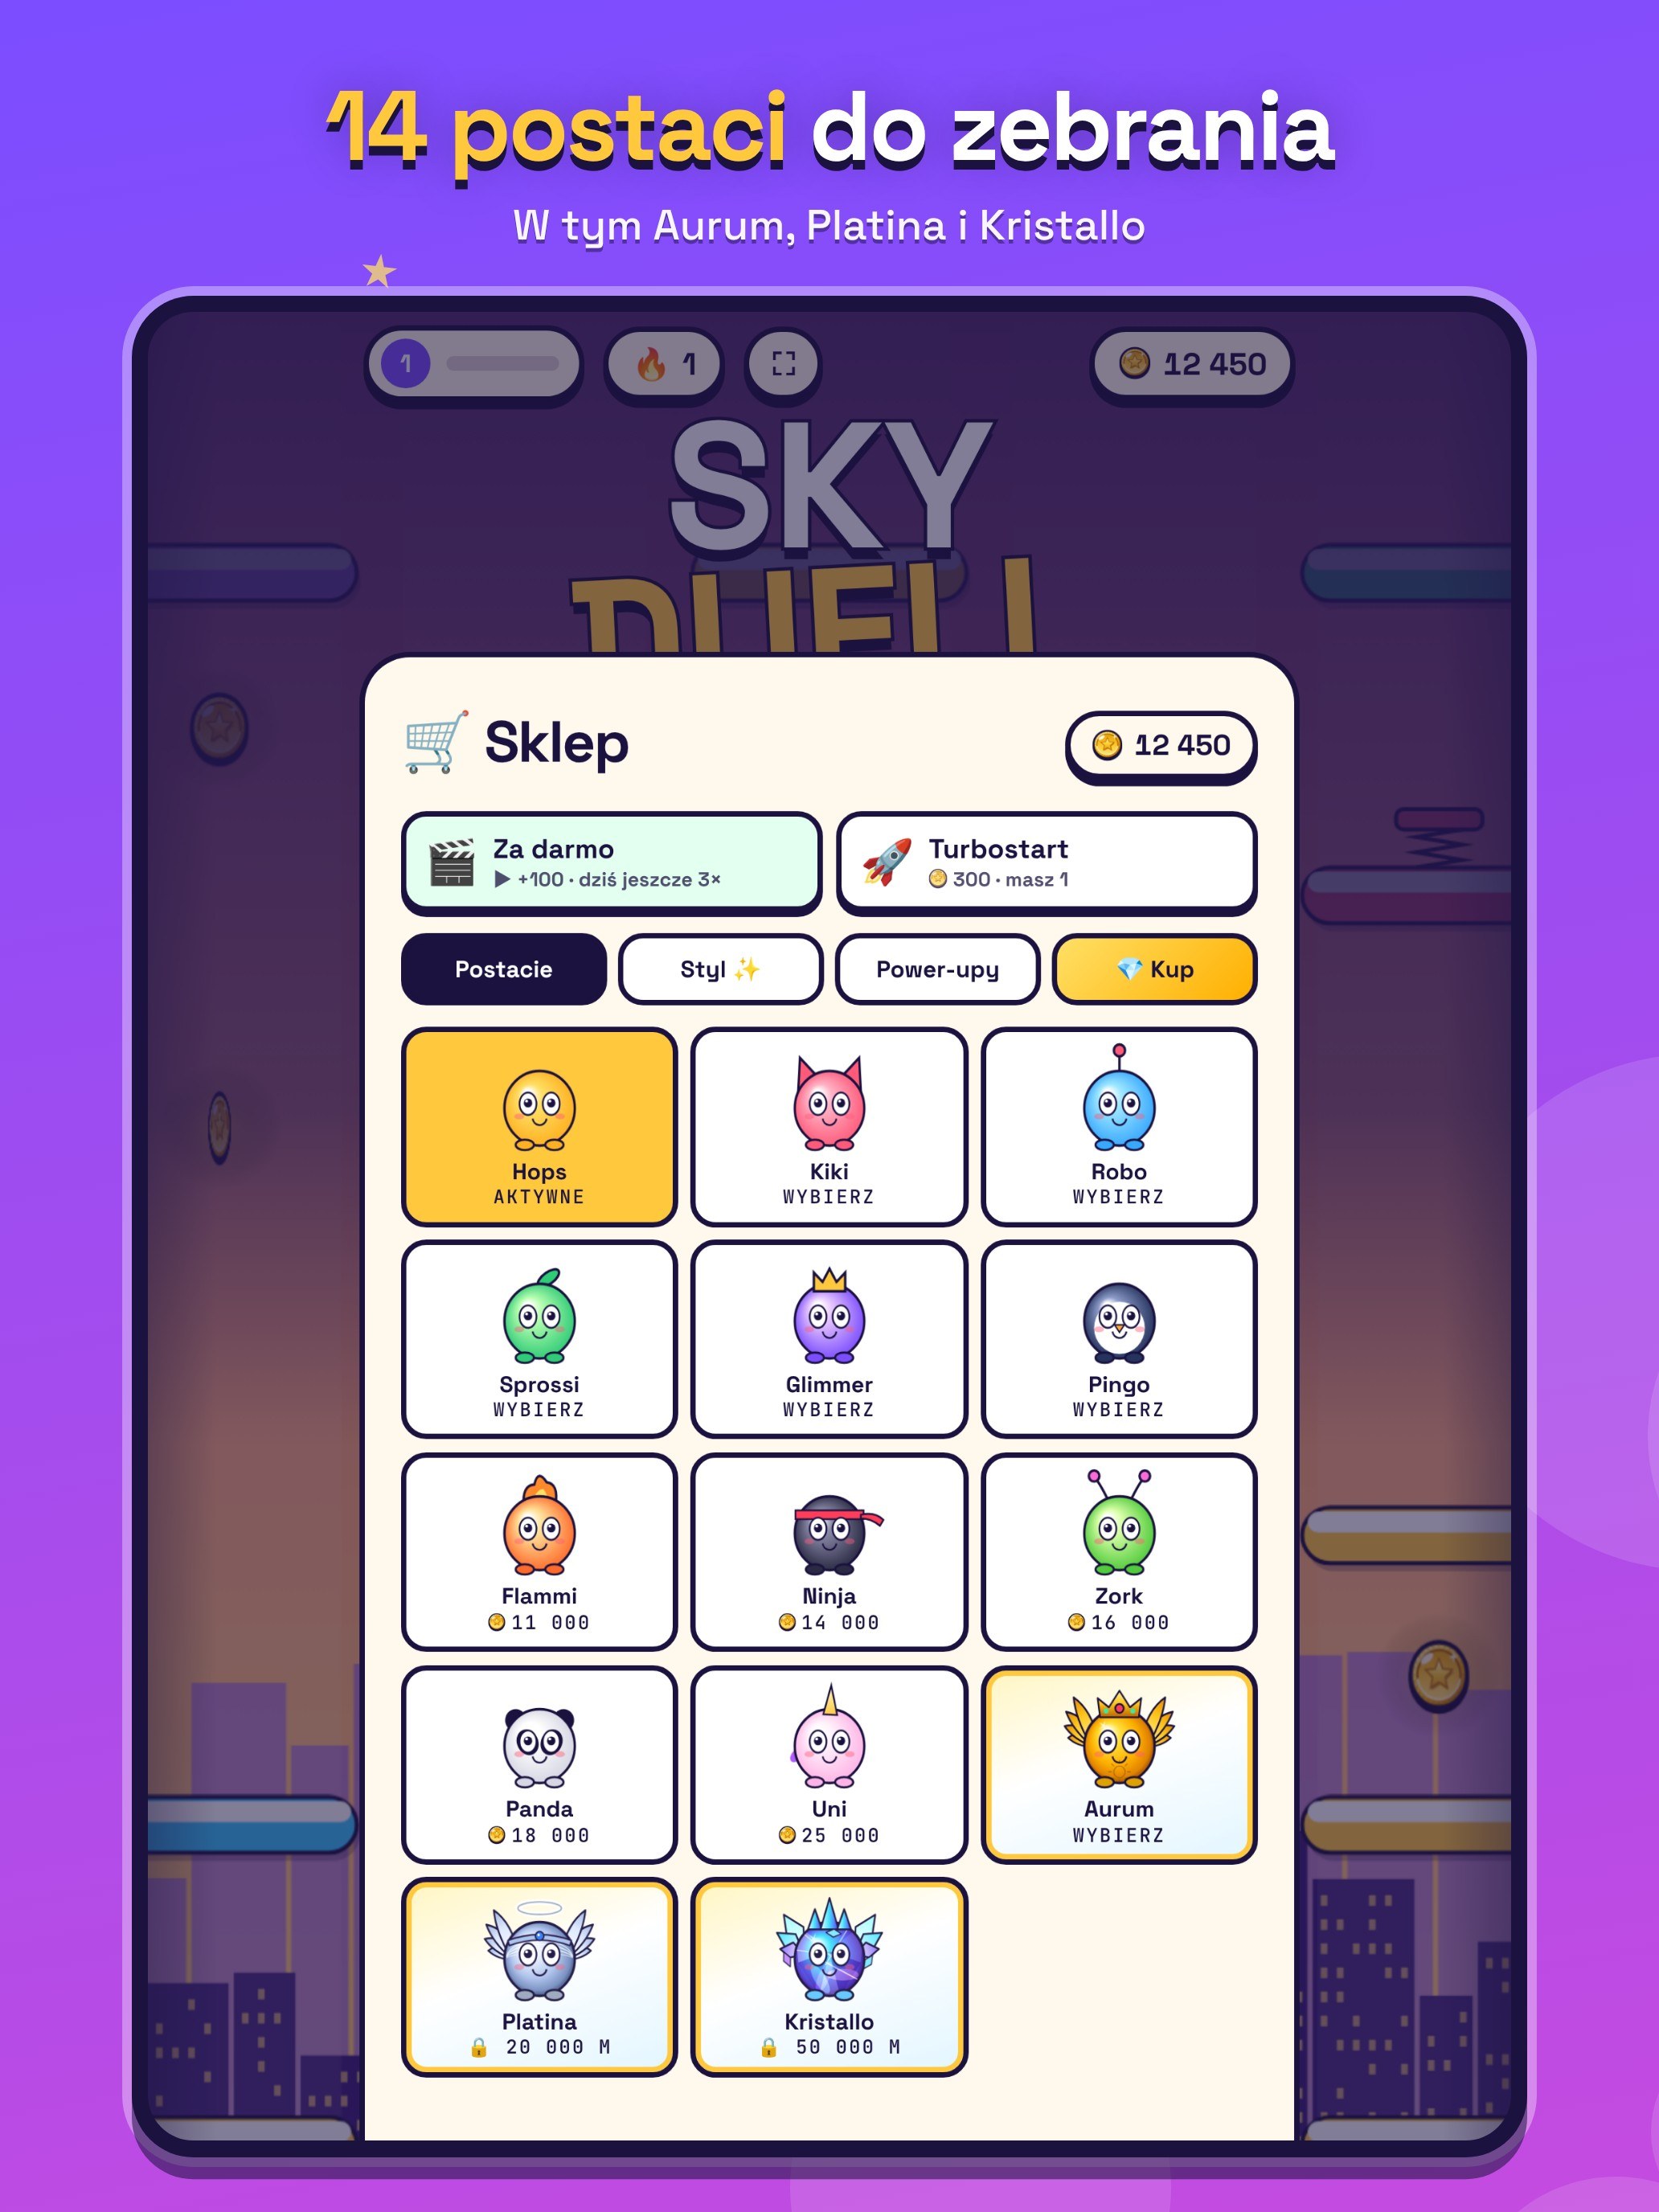 14 postaci do zebrania
W tym Aurum, Platina i Kristallo
1
🔥 1
12 450
SKY
DUELL
🛒 Sklep
12 450
🎬 Za darmo
▶ +100 · dziś jeszcze 3×
🚀 Turbostart
300 · masz 1
Postacie
Styl ✨
Power-upy
💎 Kup
Hops
AKTYWNE
Kiki
WYBIERZ
Robo
WYBIERZ
Sprossi
WYBIERZ
Glimmer
WYBIERZ
Pingo
WYBIERZ
Flammi
11 000
Ninja
14 000
Zork
16 000
Panda
18 000
Uni
25 000
Aurum
WYBIERZ
Platina
🔒 20 000 M
Kristallo
🔒 50 000 M